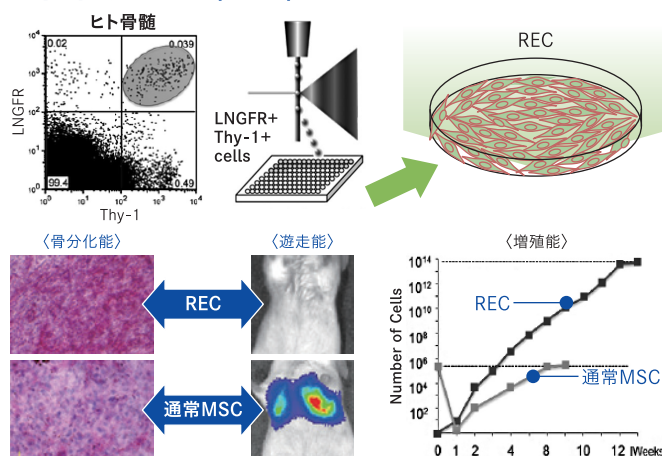 ヒト骨髄
0.02
0.039
10⁴
10³
10²
10¹
10⁰
99.4
0.49
10⁰ 10¹ 10² 10³ 10⁴
LNGFR
Thy-1
LNGFR+
Thy-1+
cells
REC
〈骨分化能〉
〈遊走能〉
REC
通常MSC
〈増殖能〉
Number of Cells
10¹⁴
10¹²
10¹⁰
10⁸
10⁶
10⁴
10²
REC
通常MSC
0 1 2 4 6 8 10 12 (Weeks)